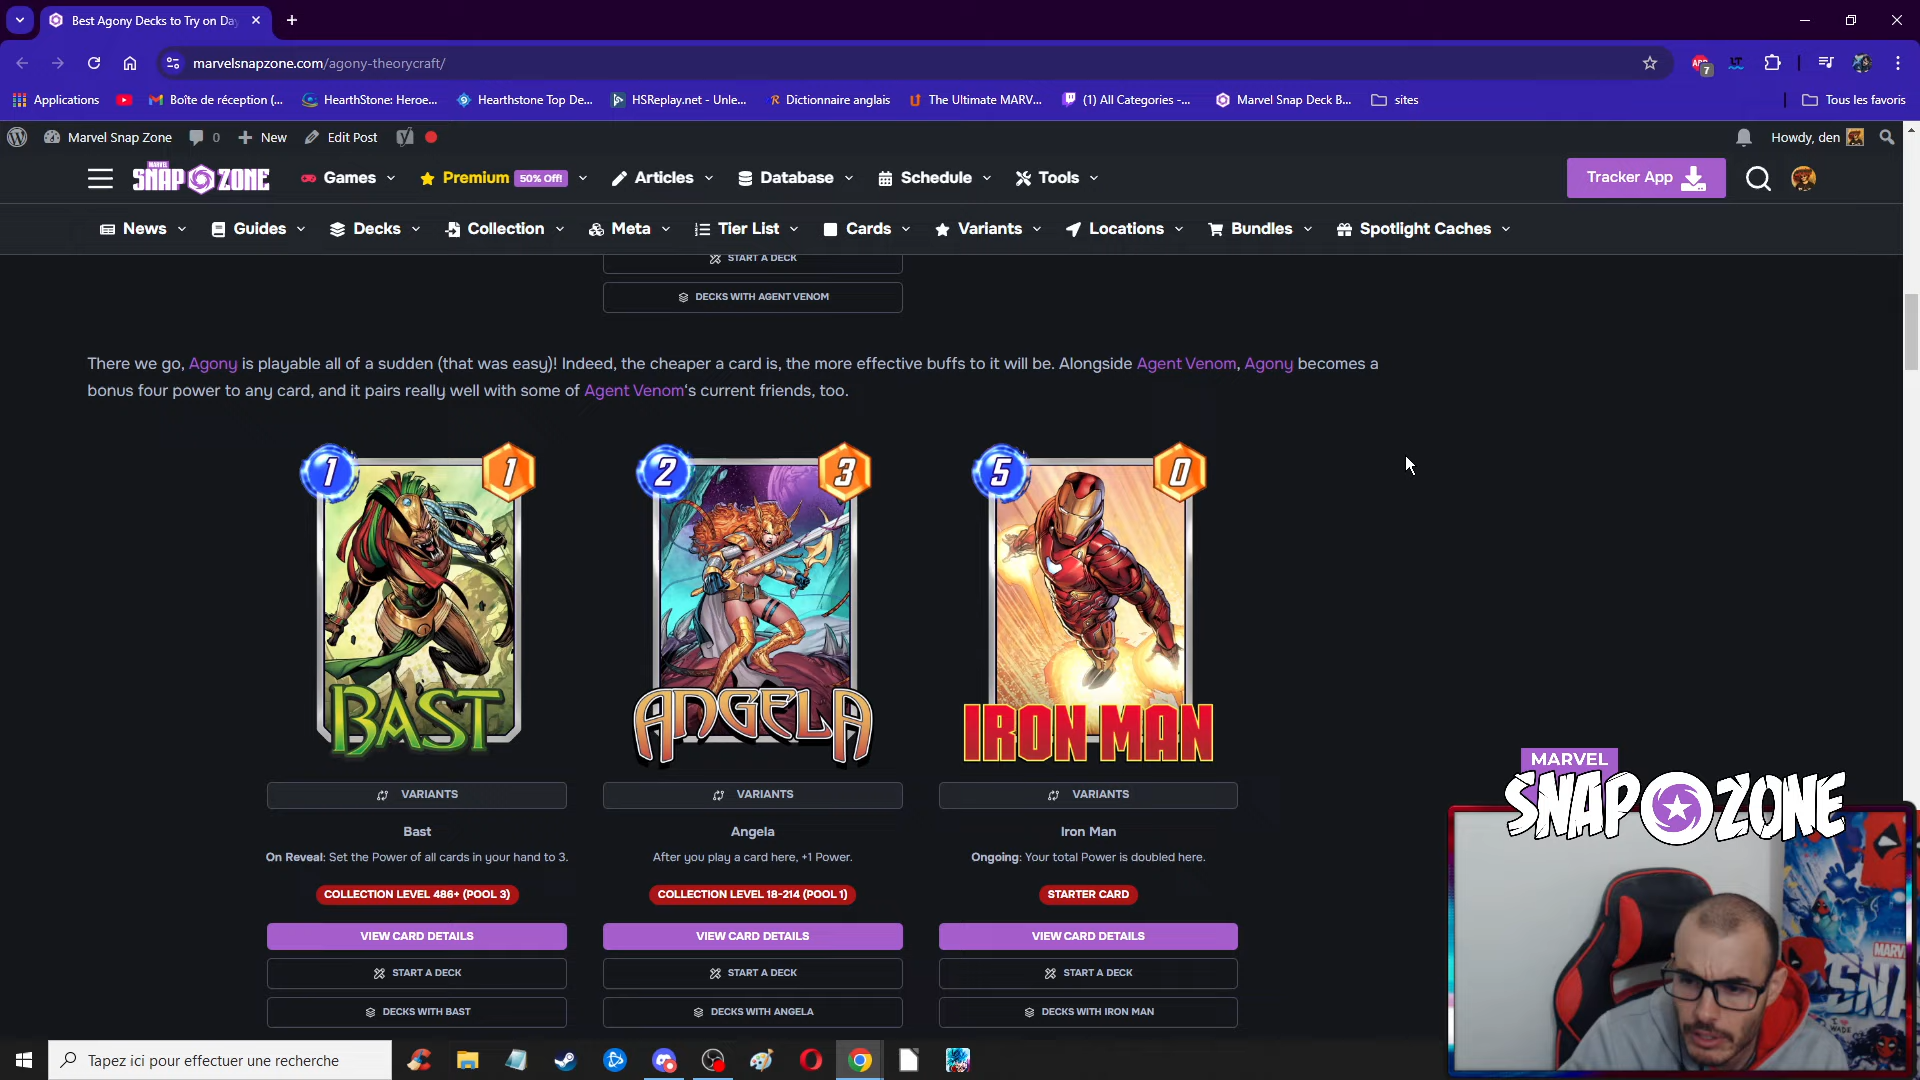 Best Agony Decks to Try on Da
marvelsnapzone.com/agony-theorycraft/
7
Applications
Boîte de réception (...
HearthStone: Heroe...
Hearthstone Top De...
HSReplay.net - Unle...
Dictionnaire anglais
The Ultimate MARV...
(1) All Categories -...
Marvel Snap Deck B...
sites
Tous les favoris
Marvel Snap Zone
0
New
Edit Post
Howdy, den
MARVEL SNAP ZONE
Games
Premium 50% Off!
Articles
Database
Schedule
Tools
Tracker App
News
Guides
Decks
Collection
Meta
Tier List
Cards
Variants
Locations
Bundles
Spotlight Caches
START A DECK
DECKS WITH AGENT VENOM
There we go, Agony is playable all of a sudden (that was easy)! Indeed, the cheaper a card is, the more effective buffs to it will be. Alongside Agent Venom, Agony becomes a
bonus four power to any card, and it pairs really well with some of Agent Venom's current friends, too.
1 1
2 3
5 0
BAST
ANGELA
IRON MAN
VARIANTS
VARIANTS
VARIANTS
Bast
Angela
Iron Man
On Reveal: Set the Power of all cards in your hand to 3.
After you play a card here, +1 Power.
Ongoing: Your total Power is doubled here.
COLLECTION LEVEL 486+ (POOL 3)
COLLECTION LEVEL 18-214 (POOL 1)
STARTER CARD
VIEW CARD DETAILS
VIEW CARD DETAILS
VIEW CARD DETAILS
START A DECK
START A DECK
START A DECK
DECKS WITH BAST
DECKS WITH ANGELA
DECKS WITH IRON MAN
MARVEL
SNAP ZONE
Tapez ici pour effectuer une recherche